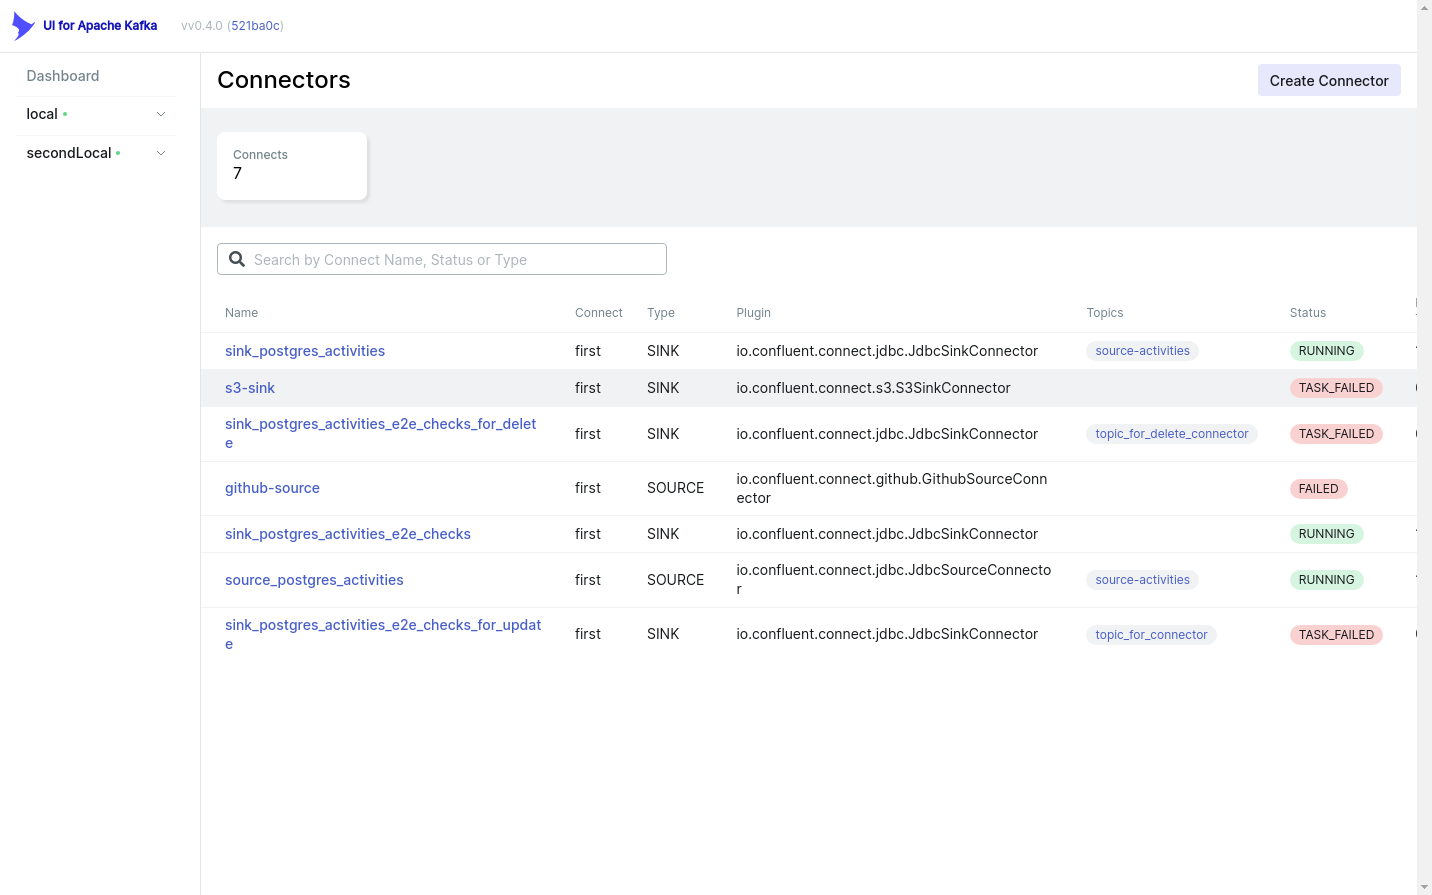 UI for Apache Kafka vv0.4.0 (521ba0c)
Dashboard
local
secondLocal
Connectors
Create Connector
Connects
7
Search by Connect Name, Status or Type
Name Connect Type Plugin Topics Status
sink_postgres_activities first SINK io.confluent.connect.jdbc.JdbcSinkConnector source-activities RUNNING
s3-sink first SINK io.confluent.connect.s3.S3SinkConnector TASK_FAILED
sink_postgres_activities_e2e_checks_for_delet
e
first SINK io.confluent.connect.jdbc.JdbcSinkConnector topic_for_delete_connector TASK_FAILED
github-source first SOURCE
io.confluent.connect.github.GithubSourceConn
ector
FAILED
sink_postgres_activities_e2e_checks first SINK io.confluent.connect.jdbc.JdbcSinkConnector RUNNING
source_postgres_activities first SOURCE
io.confluent.connect.jdbc.JdbcSourceConnecto
r
source-activities RUNNING
sink_postgres_activities_e2e_checks_for_updat
e
first SINK io.confluent.connect.jdbc.JdbcSinkConnector topic_for_connector TASK_FAILED